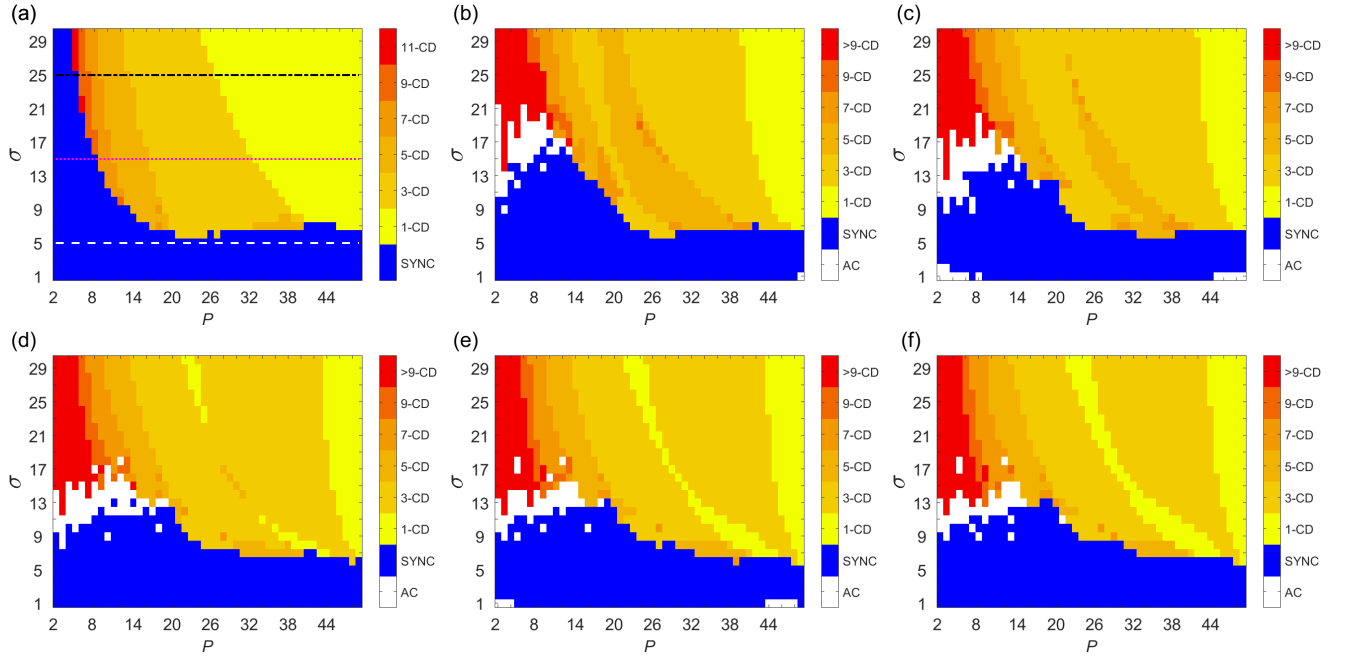 (a)
29
25
21
17
13
9
5
1
σ
2 8 14 20 26 32 38 44
P
11-CD
9-CD
7-CD
5-CD
3-CD
1-CD
SYNC
(b)
29
25
21
17
13
9
5
1
σ
2 8 14 20 26 32 38 44
P
>9-CD
9-CD
7-CD
5-CD
3-CD
1-CD
SYNC
AC
(c)
29
25
21
17
13
9
5
1
σ
2 8 14 20 26 32 38 44
P
>9-CD
9-CD
7-CD
5-CD
3-CD
1-CD
SYNC
AC
(d)
29
25
21
17
13
9
5
1
σ
2 8 14 20 26 32 38 44
P
>9-CD
9-CD
7-CD
5-CD
3-CD
1-CD
SYNC
AC
(e)
29
25
21
17
13
9
5
1
σ
2 8 14 20 26 32 38 44
P
>9-CD
9-CD
7-CD
5-CD
3-CD
1-CD
SYNC
AC
(f)
29
25
21
17
13
9
5
1
σ
2 8 14 20 26 32 38 44
P
>9-CD
9-CD
7-CD
5-CD
3-CD
1-CD
SYNC
AC